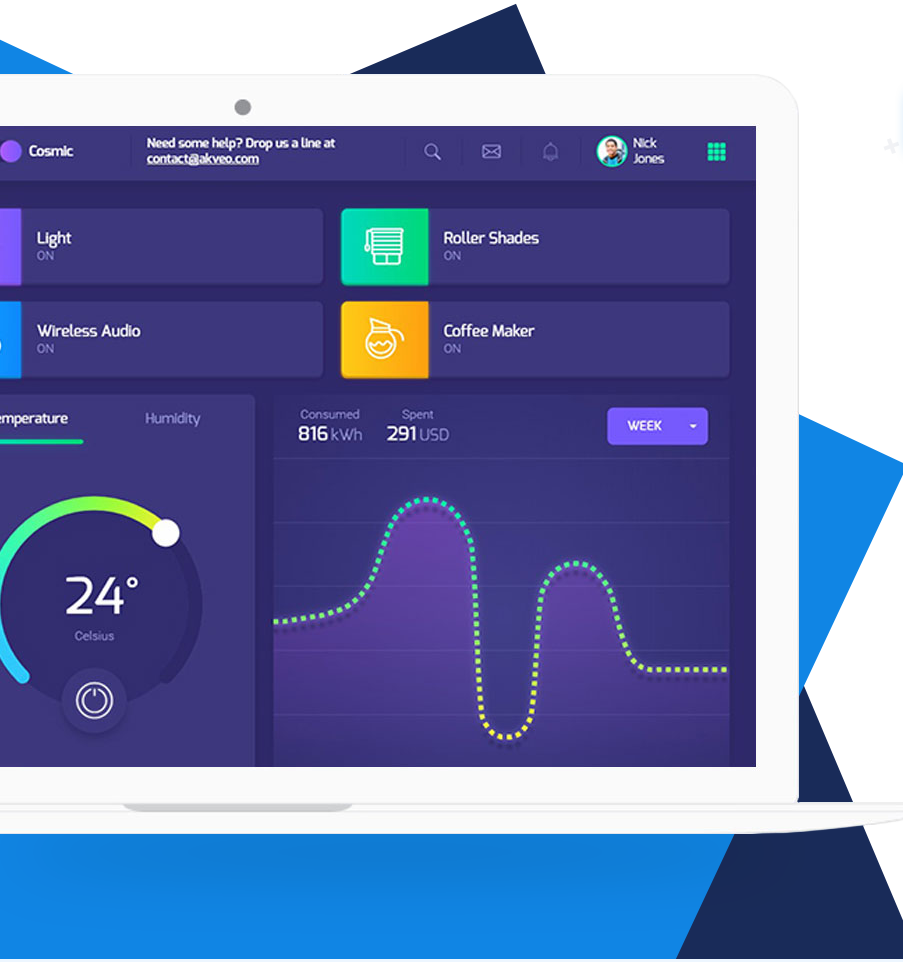 Cosmic
Need some help? Drop us a line at
contact@akveo.com
Nick
Jones
Light
ON
Roller Shades
ON
Wireless Audio
ON
Coffee Maker
ON
Humidity
Consumed
816 kWh
Spent
291 USD
WEEK
24°
Celsius